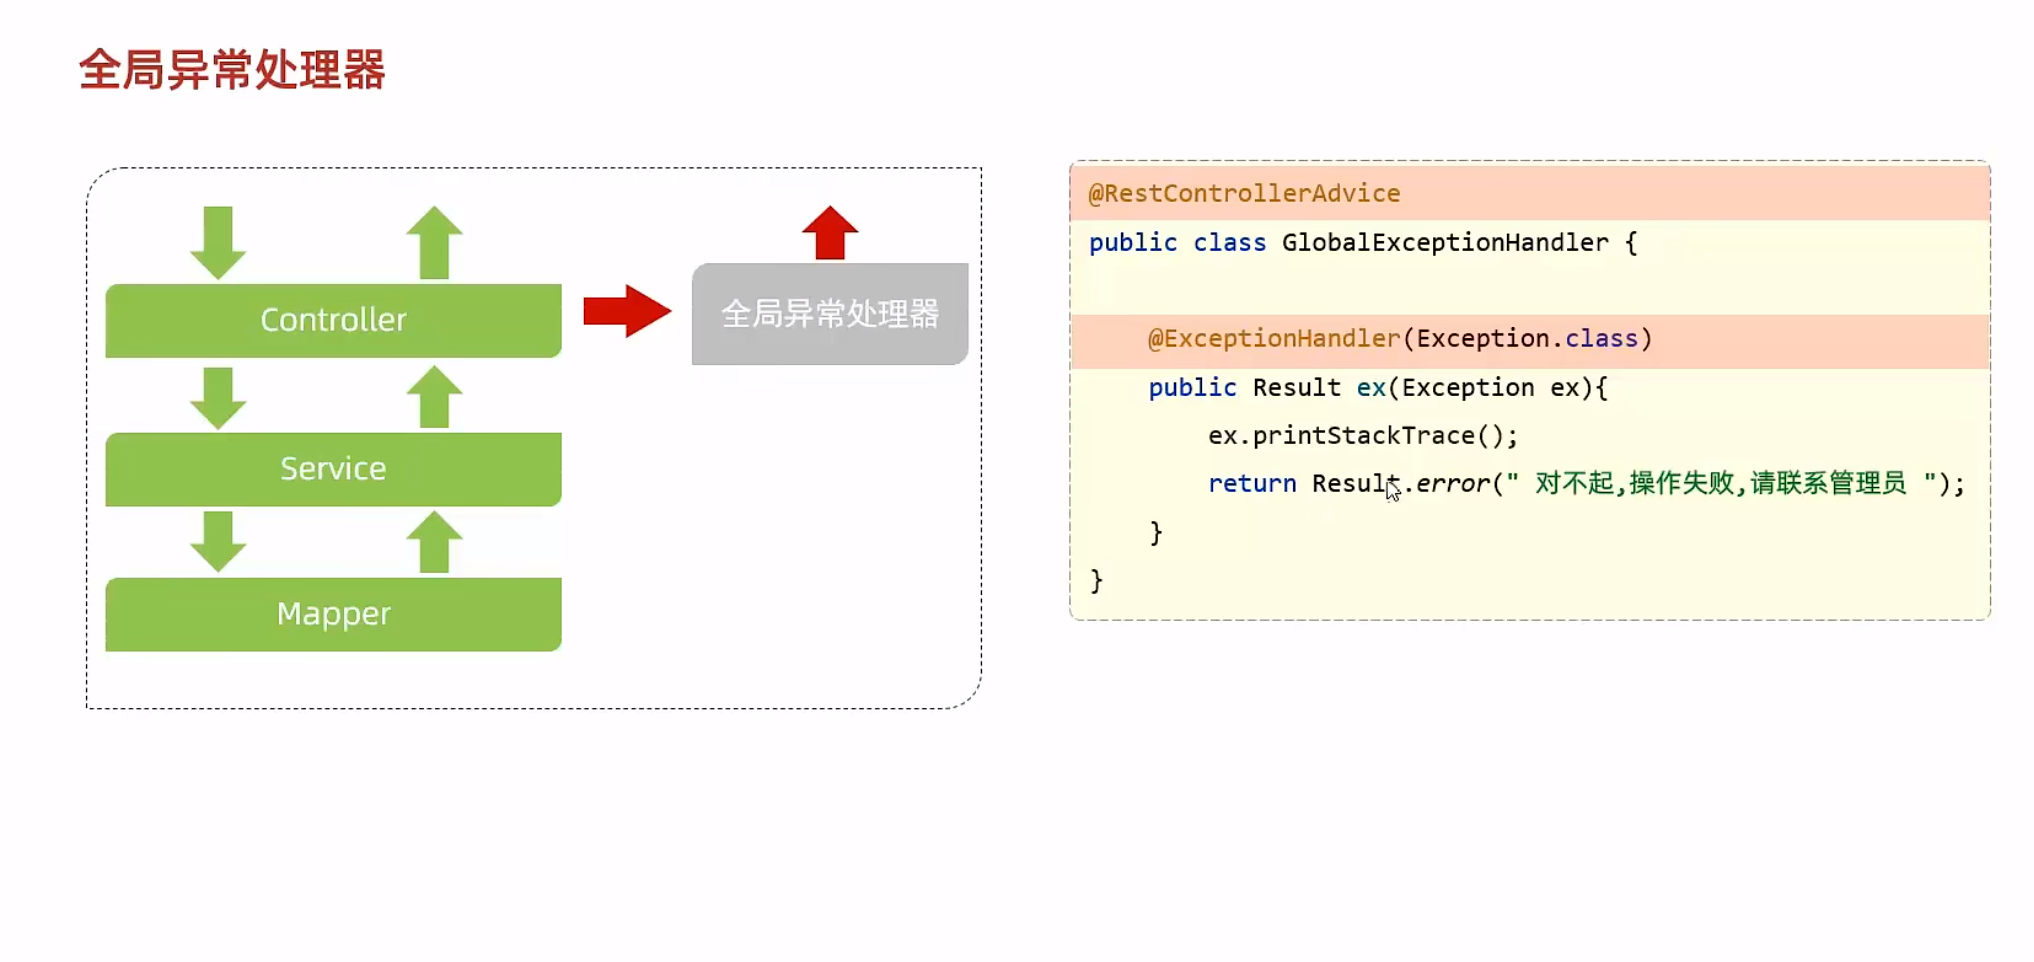 全局异常处理器
Controller
Service
Mapper
全局异常处理器
@RestControllerAdvice
public class GlobalExceptionHandler {
@ExceptionHandler(Exception.class)
public Result ex(Exception ex){
ex.printStackTrace();
return Result.error(" 对不起,操作失败,请联系管理员 ");
}
}